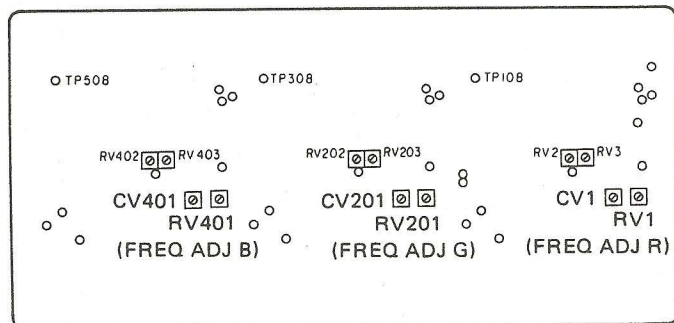 TP508 TP308 TP108
RV402 RV403 RV202 RV203 RV2 RV3
CV401 CV201 CV1
RV401 RV201 RV1
(FREQ ADJ B) (FREQ ADJ G) (FREQ ADJ R)